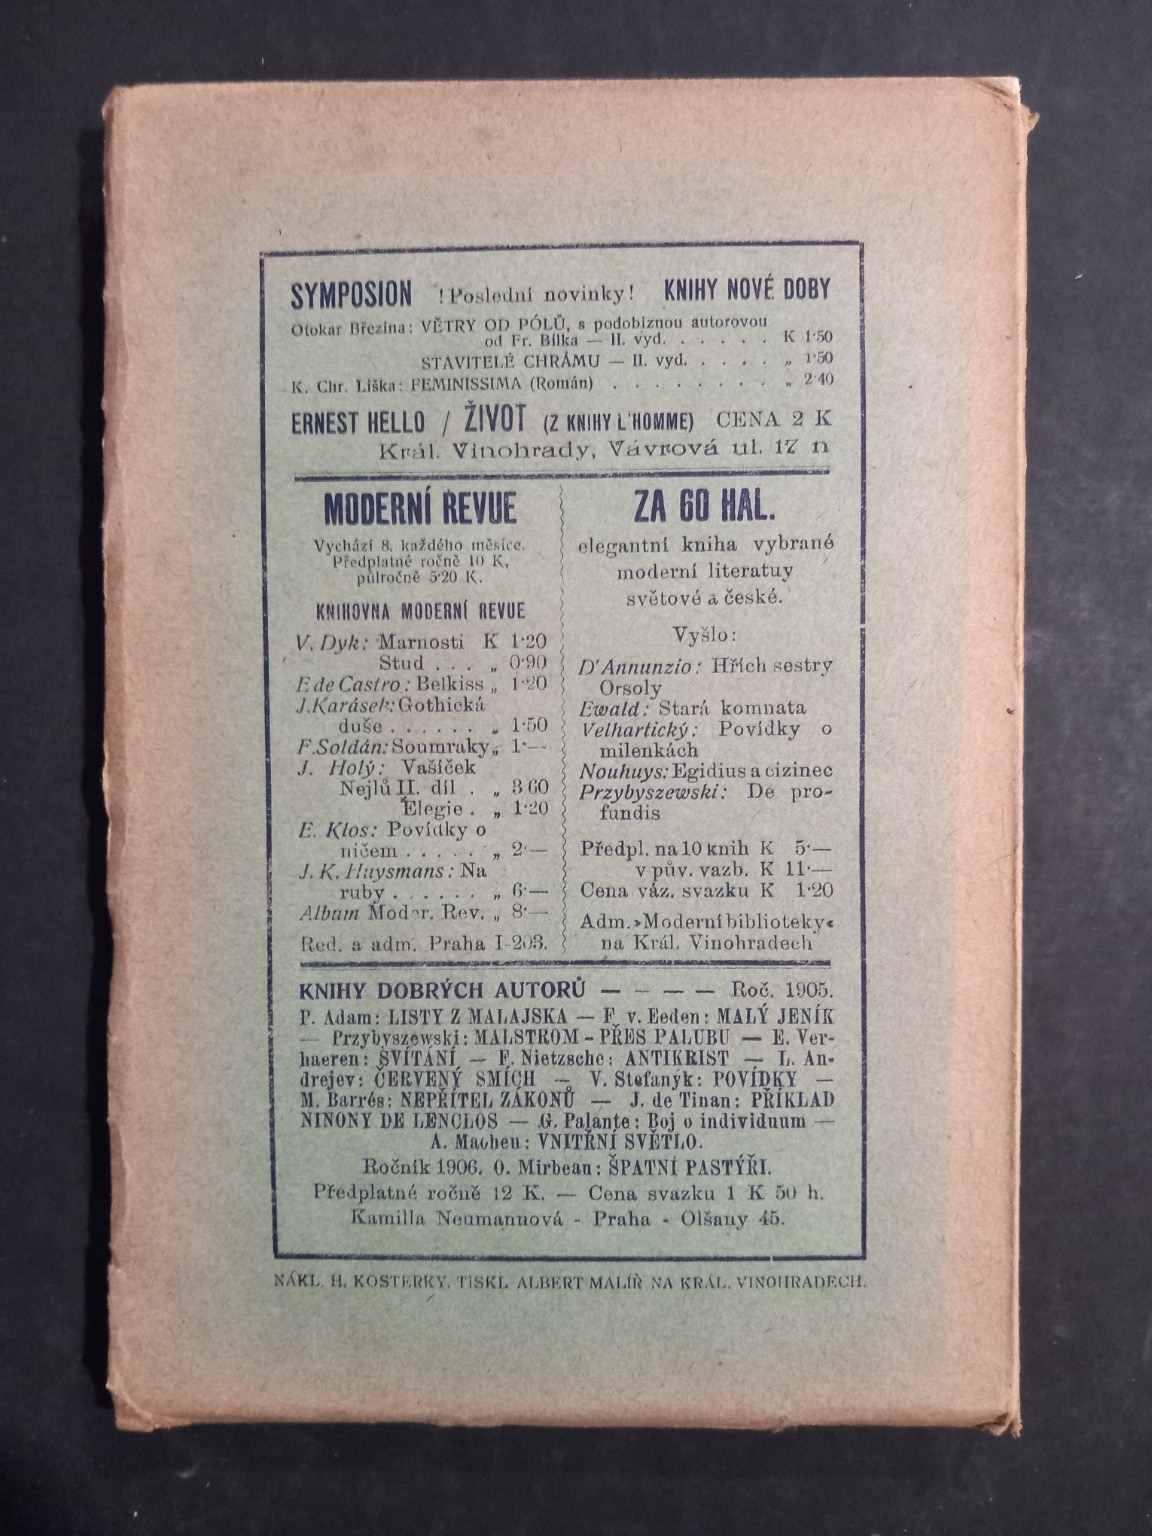 SYMPOSION !Poslední novinky! KNIHY NOVÉ DOBY
Otokar Březina: VĚTRY OD PÓLŮ, s podobiznou autorovou
od Fr. Bílka — II. vyd. . . . . . K 1·50
STAVITELÉ CHRÁMU — II. vyd. . . . . „ 1·50
K. Chr. Liška: FEMINISSIMA (Román) . . . . . . . . „ 2·40
ERNEST HELLO / ŽIVOT (Z KNIHY L'HOMME) CENA 2 K
Král. Vinohrady, Vávrová ul. 17 n
MODERNÍ REVUE
Vychází 8. každého měsíce.
Předplatné ročně 10 K,
půlročně 5·20 K.
KNIHOVNA MODERNÍ REVUE
V. Dyk: Marnosti K 1·20
Stud . . . „ 0·90
E de Castro: Belkiss „ 1·20
J. Karásek: Gothická
duše . . . . . . „ 1·50
F. Soldán: Soumraky „ 1·—
J. Holý: Vašíček
Nejlů II. díl . „ 3 60
Elegie . „ 1·20
E. Klos: Povídky o
ničem . . . . . „ 2·—
J. K. Huysmans: Na
ruby . . . . . . „ 6·—
Album Moder. Rev. „ 8·—
Red. a adm. Praha I-203.
ZA 60 HAL.
elegantní kniha vybrané
moderní literatuy
světové a české.
Vyšlo:
D'Annunzio: Hřích sestry
Orsoly
Ewald: Stará komnata
Velhartický: Povídky o
milenkách
Nouhuys: Egidius a cizinec
Przybyszewski: De pro-
fundis
Předpl. na 10 knih K 5·—
v pův. vazb. K 11·—
Cena váz. svazku K 1·20
Adm. »Moderní biblioteky«
na Král. Vinohradech
KNIHY DOBRÝCH AUTORŮ — — — — Roč. 1905.
P. Adam: LISTY Z MALAJSKA — F. v. Eeden: MALÝ JENÍK
— Przybyszewski: MALSTROM - PŘES PALUBU — E. Ver-
haeren: SVÍTÁNÍ — F. Nietzsche: ANTIKRIST — L. An-
drejev: ČERVENÝ SMÍCH — V. Stefanyk: POVÍDKY —
M. Barrés: NEPŘÍTEL ZÁKONŮ — J. de Tinan: PŘÍKLAD
NINONY DE LENCLOS — G. Palante: Boj o individuum —
A. Machen: VNITŘNÍ SVĚTLO.
Ročník 1906. O. Mirbeau: ŠPATNÍ PASTÝŘI.
Předplatné ročně 12 K. — Cena svazku 1 K 50 h.
Kamilla Neumannová - Praha - Olšany 45.
NÁKL. H. KOSTERKY. TISKL ALBERT MALÍŘ NA KRÁL. VINOHRADECH.